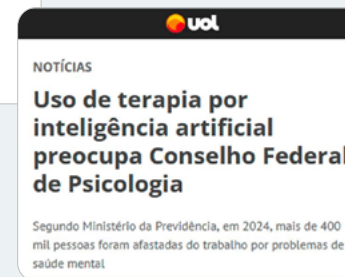 uol
NOTÍCIAS
Uso de terapia por
inteligência artificial
preocupa Conselho Federal
de Psicologia
Segundo Ministério da Previdência, em 2024, mais de 400
mil pessoas foram afastadas do trabalho por problemas de
saúde mental